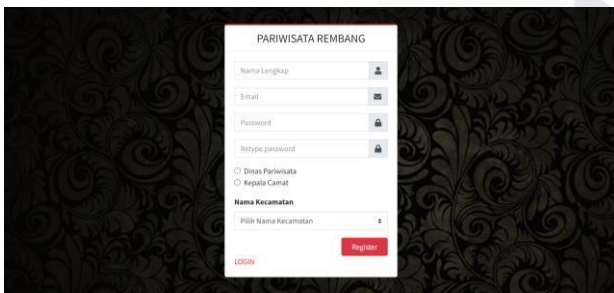 PARIWISATA REMBANG
Nama Lengkap
Email
Password
Retype password
Dinas Pariwisata
Kepala Camat
Nama Kecamatan
Pilih Nama Kecamatan
Register
LOGIN